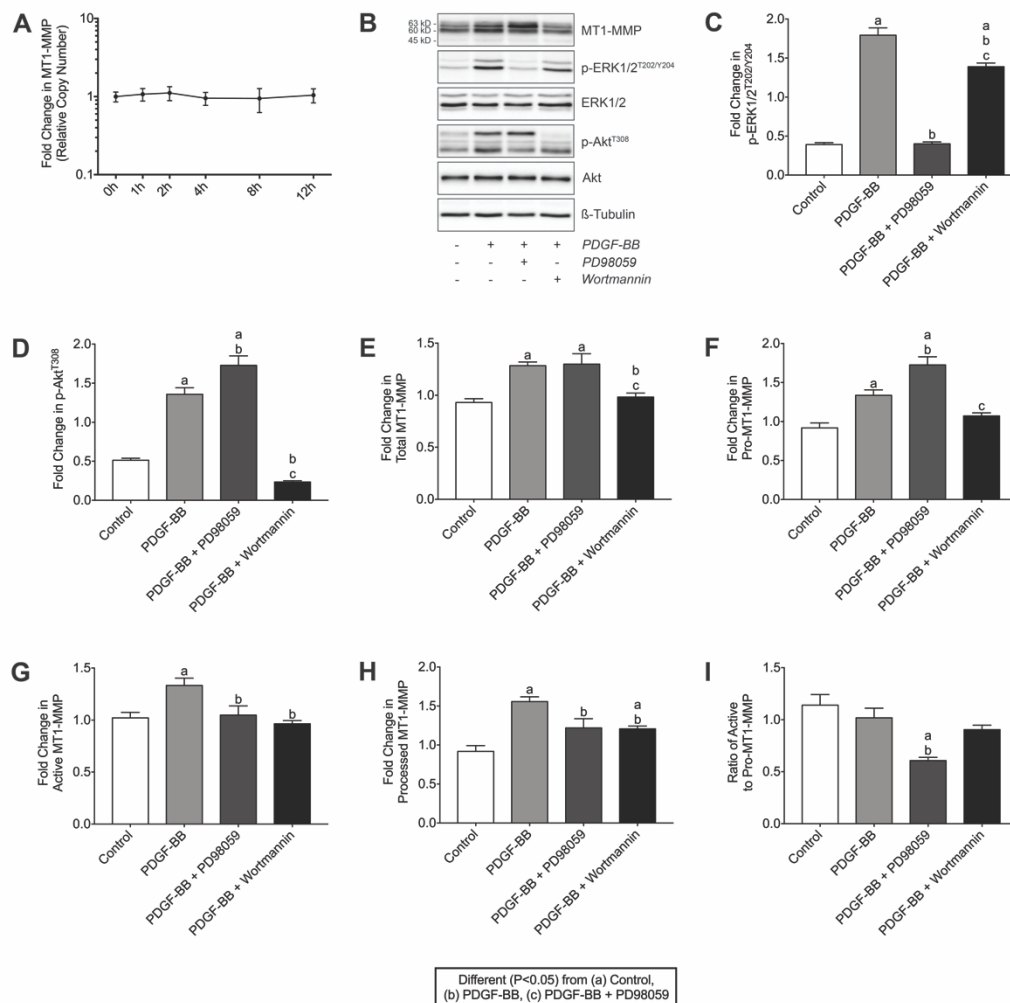 A
Fold Change in MT1-MMP
(Relative Copy Number)
10
1
0.1
0h
1h
2h
4h
8h
12h
B
63 kD -
60 kD -
45 kD -
MT1-MMP
p-ERK1/2T202/Y204
ERK1/2
p-AktT308
Akt
ß-Tubulin
- + + + PDGF-BB
- - + - PD98059
- - - + Wortmannin
C
Fold Change in
p-ERK1/2T202/Y204
2.0
1.5
1.0
0.5
0.0
a
b
a
b
c
Control
PDGF-BB
PDGF-BB + PD98059
PDGF-BB + Wortmannin
D
Fold Change in p-AktT308
2.0
1.5
1.0
0.5
0.0
a
a
b
b
c
Control
PDGF-BB
PDGF-BB + PD98059
PDGF-BB + Wortmannin
E
Fold Change in
Total MT1-MMP
1.5
1.0
0.5
0.0
a
a
b
c
Control
PDGF-BB
PDGF-BB + PD98059
PDGF-BB + Wortmannin
F
Fold Change in
Pro-MT1-MMP
2.0
1.5
1.0
0.5
0.0
a
a
b
c
Control
PDGF-BB
PDGF-BB + PD98059
PDGF-BB + Wortmannin
G
Fold Change in
Active MT1-MMP
1.5
1.0
0.5
0.0
a
b
b
Control
PDGF-BB
PDGF-BB + PD98059
PDGF-BB + Wortmannin
H
Fold Change in
Processed MT1-MMP
2.0
1.5
1.0
0.5
0.0
a
b
a
b
Control
PDGF-BB
PDGF-BB + PD98059
PDGF-BB + Wortmannin
I
Ratio of Active
to Pro-MT1-MMP
1.5
1.0
0.5
0.0
a
b
Control
PDGF-BB
PDGF-BB + PD98059
PDGF-BB + Wortmannin
Different (P<0.05) from (a) Control,
(b) PDGF-BB, (c) PDGF-BB + PD98059